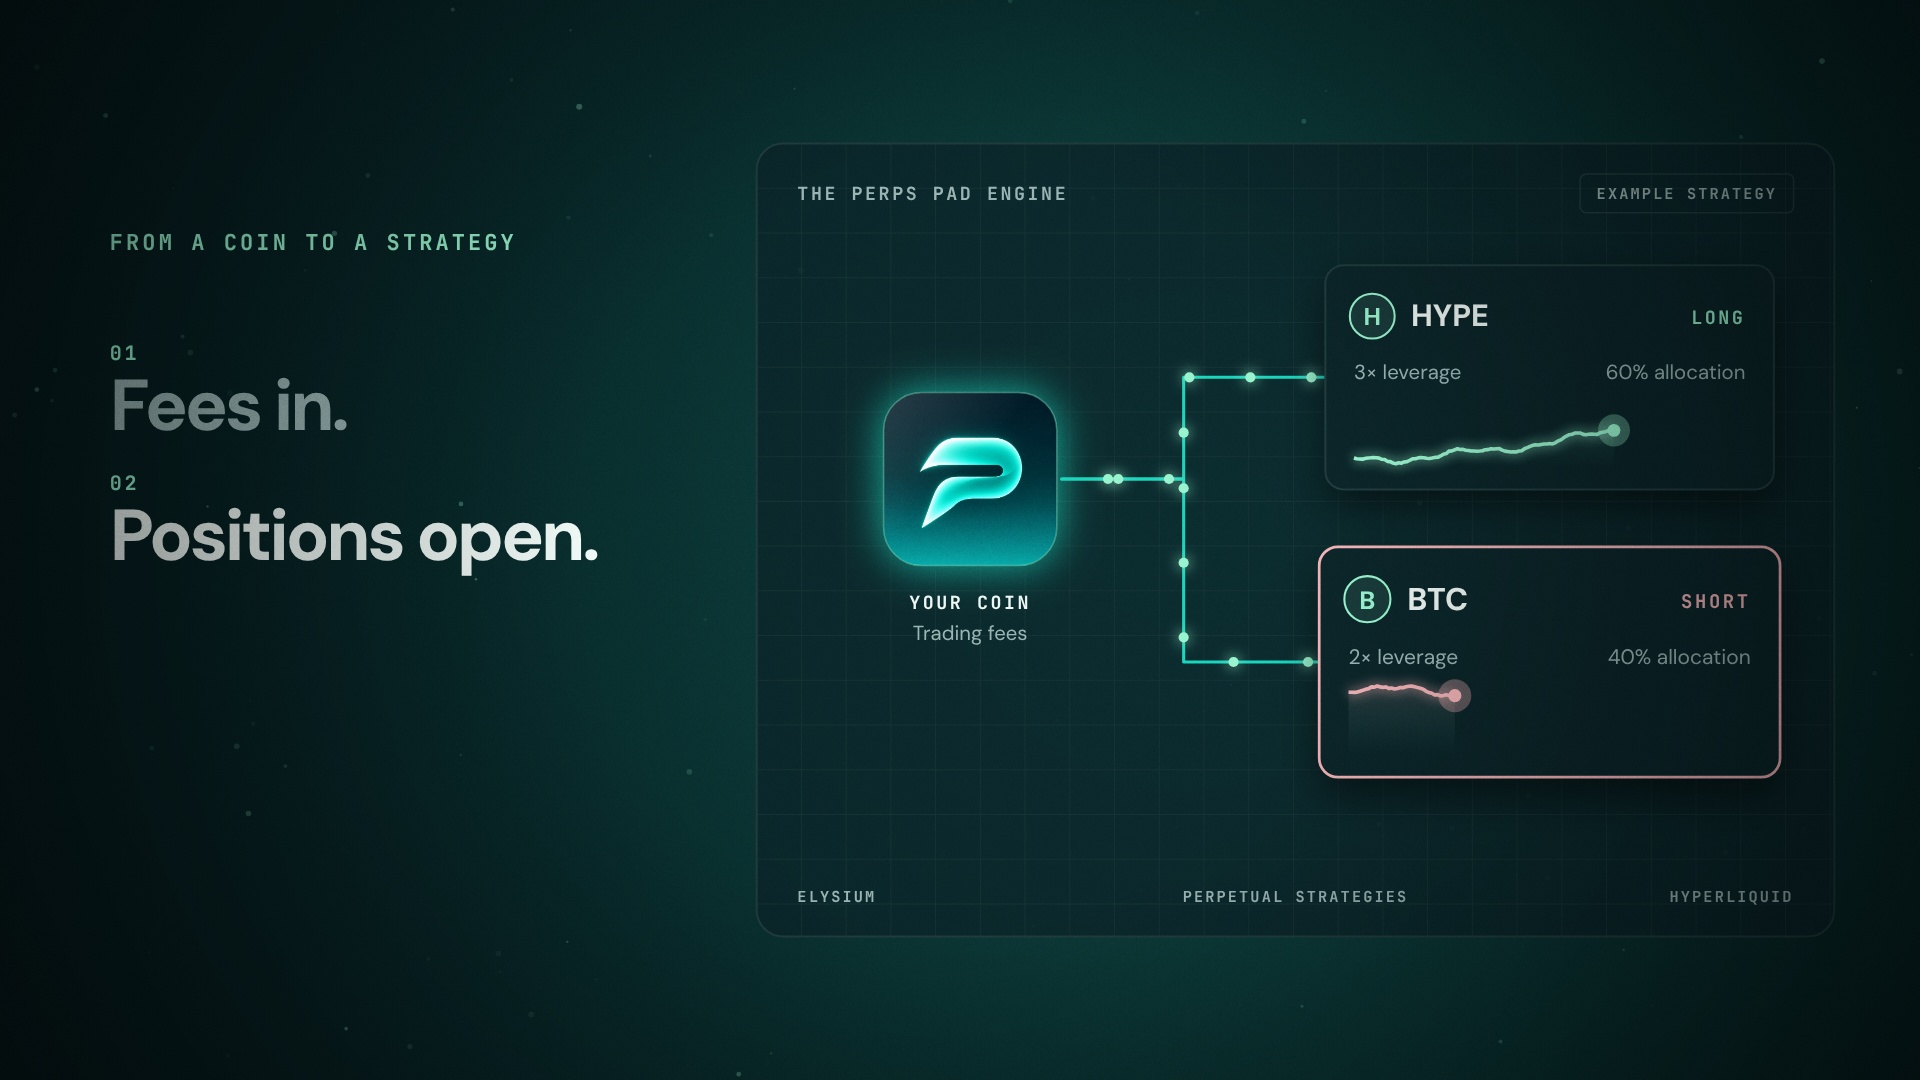 FROM A COIN TO A STRATEGY
01
Fees in.
02
Positions open.
THE PERPS PAD ENGINE
EXAMPLE STRATEGY
YOUR COIN
Trading fees
H HYPE LONG
3× leverage 60% allocation
B BTC SHORT
2× leverage 40% allocation
ELYSIUM PERPETUAL STRATEGIES HYPERLIQUID